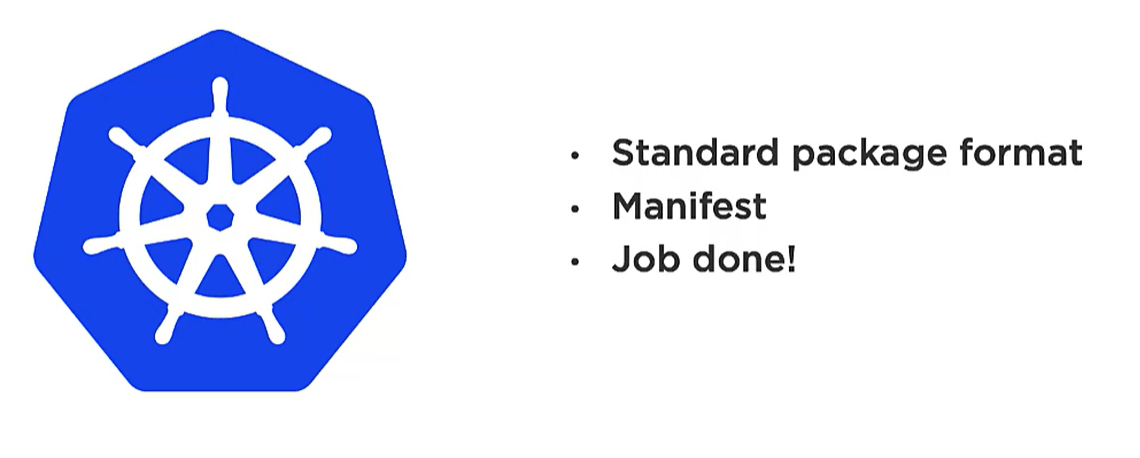 • Standard package format
• Manifest
• Job done!